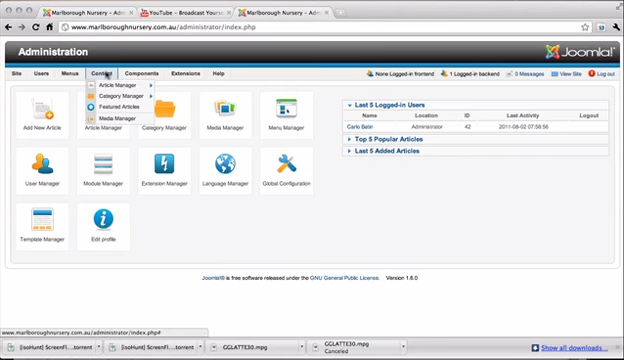 Marlborough Nursery - Adm
YouTube - Broadcast Yourse
Marlborough Nursery - Admi
www.marlboroughnursery.com.au/administrator/index.php
Administration
Joomla!
Site Users Menus Content Components Extensions Help
None Logged-in frontend 1 Logged-in backend 0 Messages View Site Log out
Article Manager
Category Manager
Featured Articles
Media Manager
Add New Article Article Manager Category Manager Media Manager Menu Manager
User Manager Module Manager Extension Manager Language Manager Global Configuration
Template Manager Edit profile
Last 5 Logged-in Users
Name Location ID Last Activity Logout
Carlo Batin Administrator 42 2011-08-02 07:58:56
Top 5 Popular Articles
Last 5 Added Articles
Joomla!® is free software released under the GNU General Public License. Version 1.6.0
www.marlboroughnursery.com.au/administrator/index.php#
[isoHunt] ScreenFl....torrent
[isoHunt] ScreenFl....torrent
GGLATTE30.mpg
GGLATTE30.mpg
Canceled
Show all downloads...